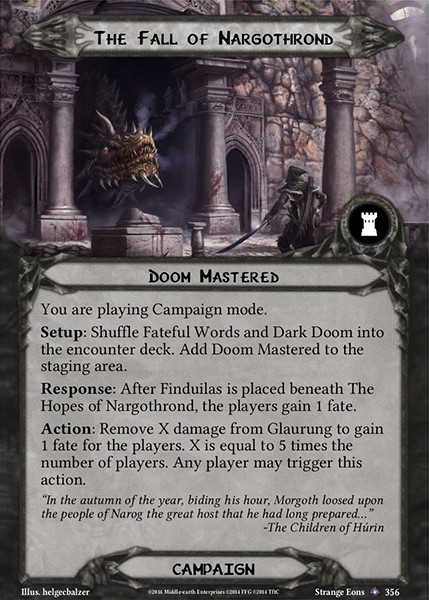 The Fall of Nargothrond
Doom Mastered
You are playing Campaign mode.
Setup: Shuffle Fateful Words and Dark Doom into
the encounter deck. Add Doom Mastered to the
staging area.
Response: After Finduilas is placed beneath The
Hopes of Nargothrond, the players gain 1 fate.
Action: Remove X damage from Glaurung to gain
1 fate for the players. X is equal to 5 times the
number of players. Any player may trigger this
action.
"In the autumn of the year, biding his hour, Morgoth loosed upon
the people of Narog the great host that he had long prepared..."
-The Children of Húrin
CAMPAIGN
Illus. helgecbalzer ©2014 Middle-earth Enterprises ©2014 FFG ©2014 TBC Strange Eons 356